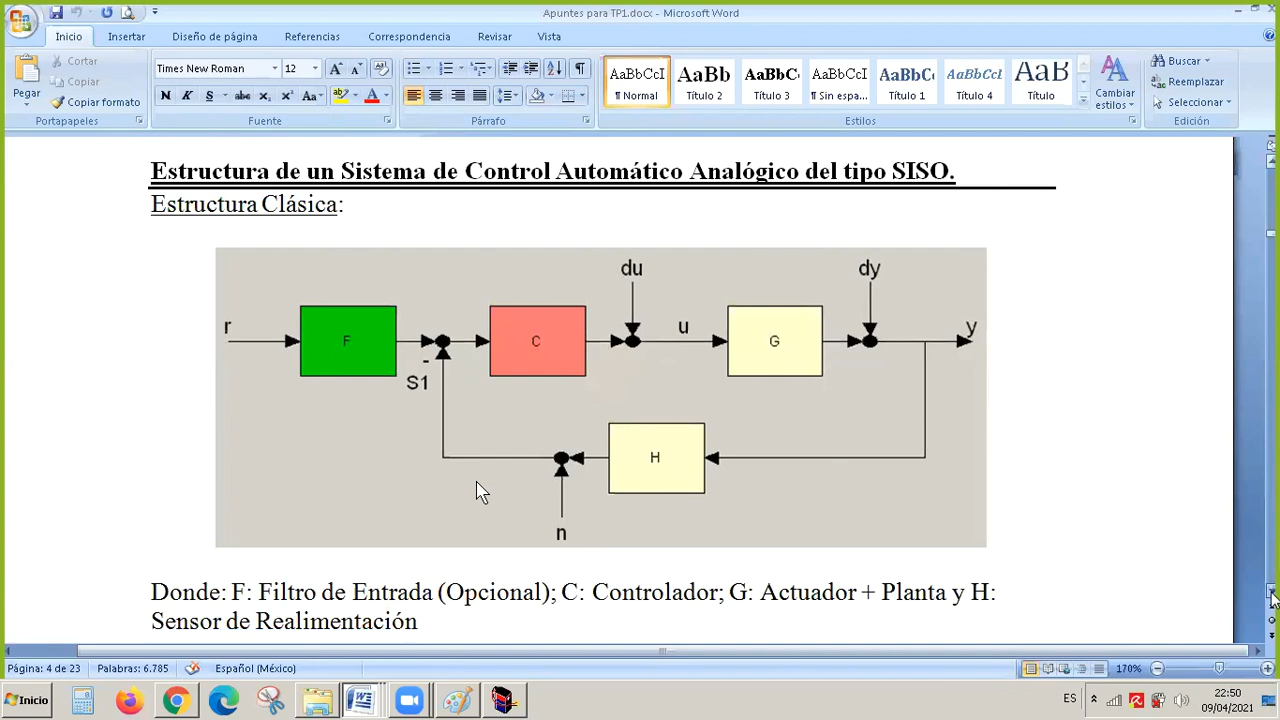 Apuntes para TP1.docx - Microsoft Word
Inicio Insertar Diseño de página Referencias Correspondencia Revisar Vista
Pegar
Cortar
Copiar
Copiar formato
Portapapeles
Times New Roman 12
N K S abc x₂ x² Aa
Fuente
Párrafo
AaBbCcI AaBb AaBbC AaBbCcI AaBbCc AaBbCcI AaB
¶ Normal Título 2 Título 3 ¶ Sin espa... Título 1 Título 4 Título
Cambiar estilos
Estilos
Buscar
Reemplazar
Seleccionar
Edición
Estructura de un Sistema de Control Automático Analógico del tipo SISO.
Estructura Clásica:
du dy
r F C u G y
-
S1
H
n
Donde: F: Filtro de Entrada (Opcional); C: Controlador; G: Actuador + Planta y H:
Sensor de Realimentación
Página: 4 de 23 Palabras: 6.785 Español (México) 170%
Inicio ES 22:50
09/04/2021